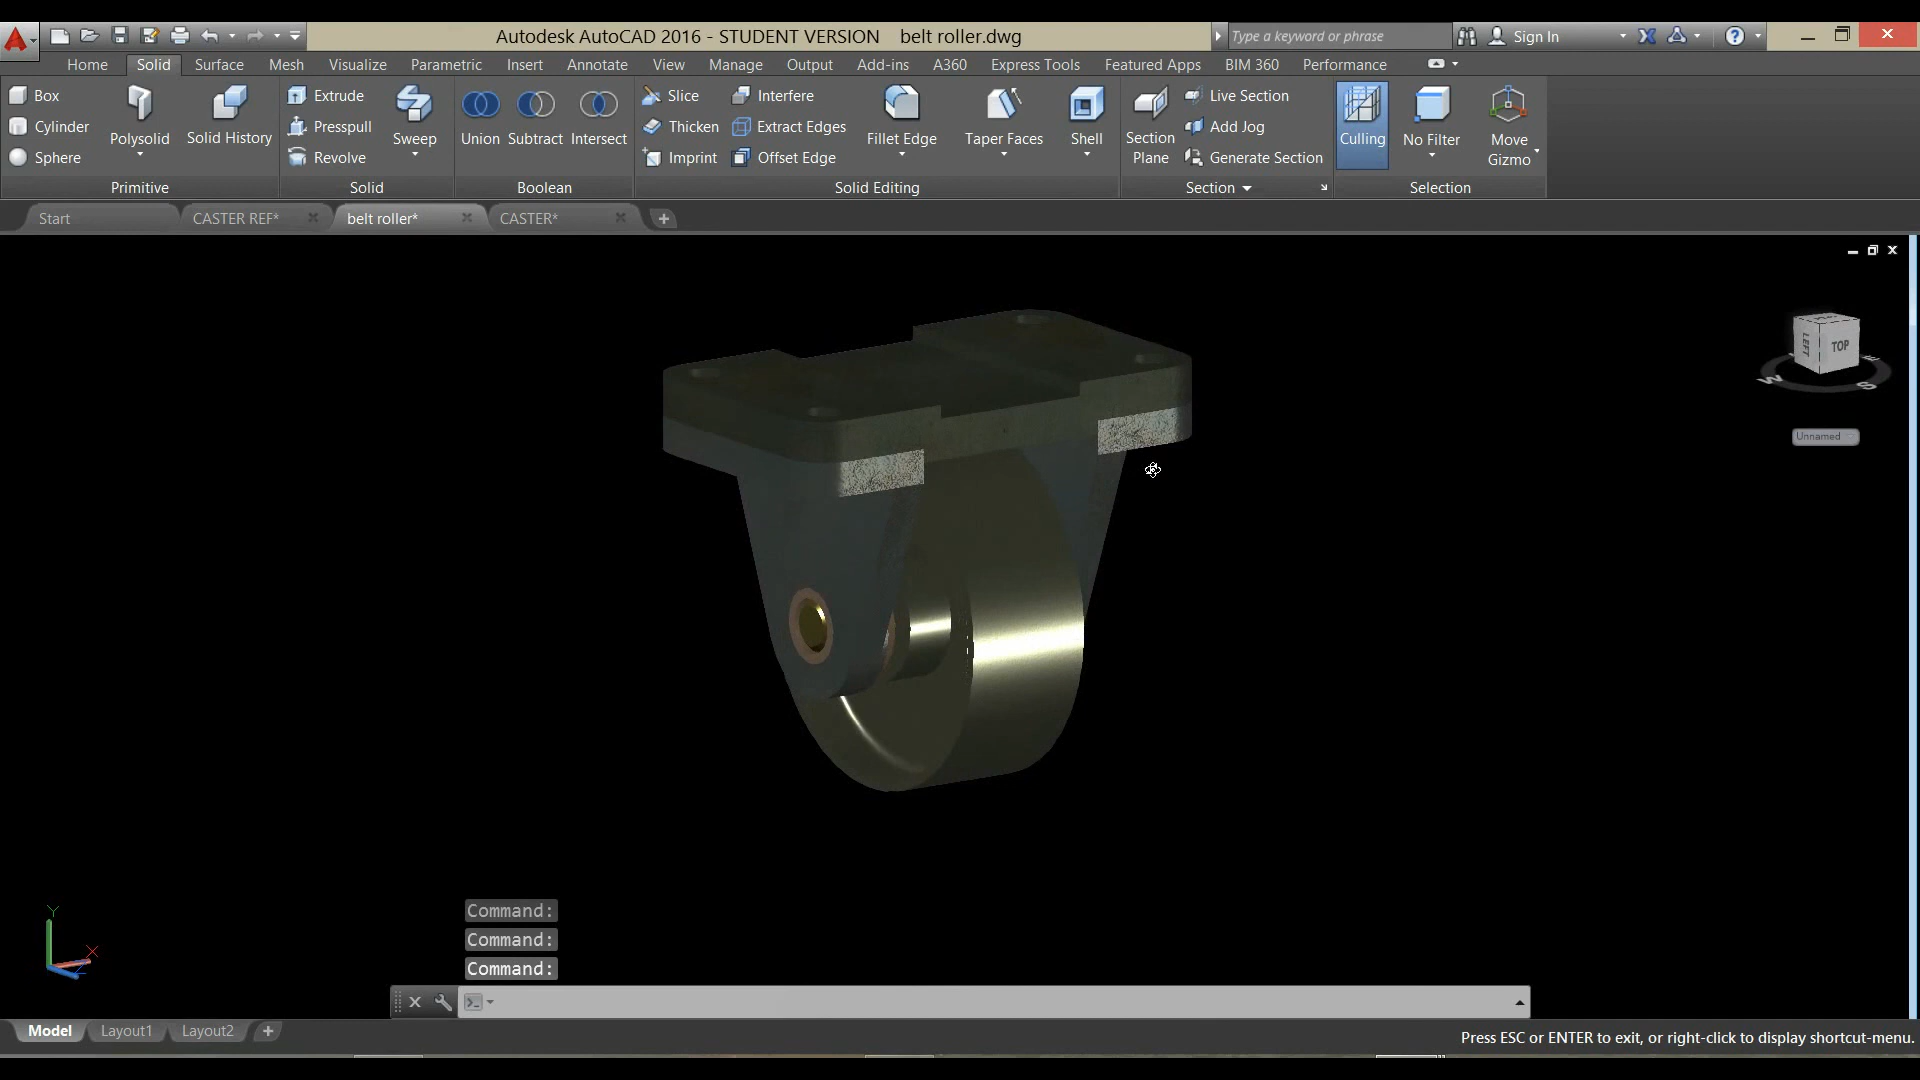 Autodesk AutoCAD 2016 - STUDENT VERSION belt roller.dwg
Type a keyword or phrase
Sign In
Home Solid Surface Mesh Visualize Parametric Insert Annotate View Manage Output Add-ins A360 Express Tools Featured Apps BIM 360 Performance
Box
Cylinder
Sphere
Polysolid
Solid History
Primitive
Extrude
Presspull
Revolve
Sweep
Solid
Union
Subtract
Intersect
Boolean
Slice
Thicken
Imprint
Interfere
Extract Edges
Offset Edge
Fillet Edge
Taper Faces
Shell
Solid Editing
Section
Plane
Live Section
Add Jog
Generate Section
Section
Culling
No Filter
Move
Gizmo
Selection
Start
CASTER REF*
belt roller*
CASTER*
LEFT
TOP
W
S
Unnamed
Y
X
Command:
Command:
Command:
Model
Layout1
Layout2
Press ESC or ENTER to exit, or right-click to display shortcut-menu.